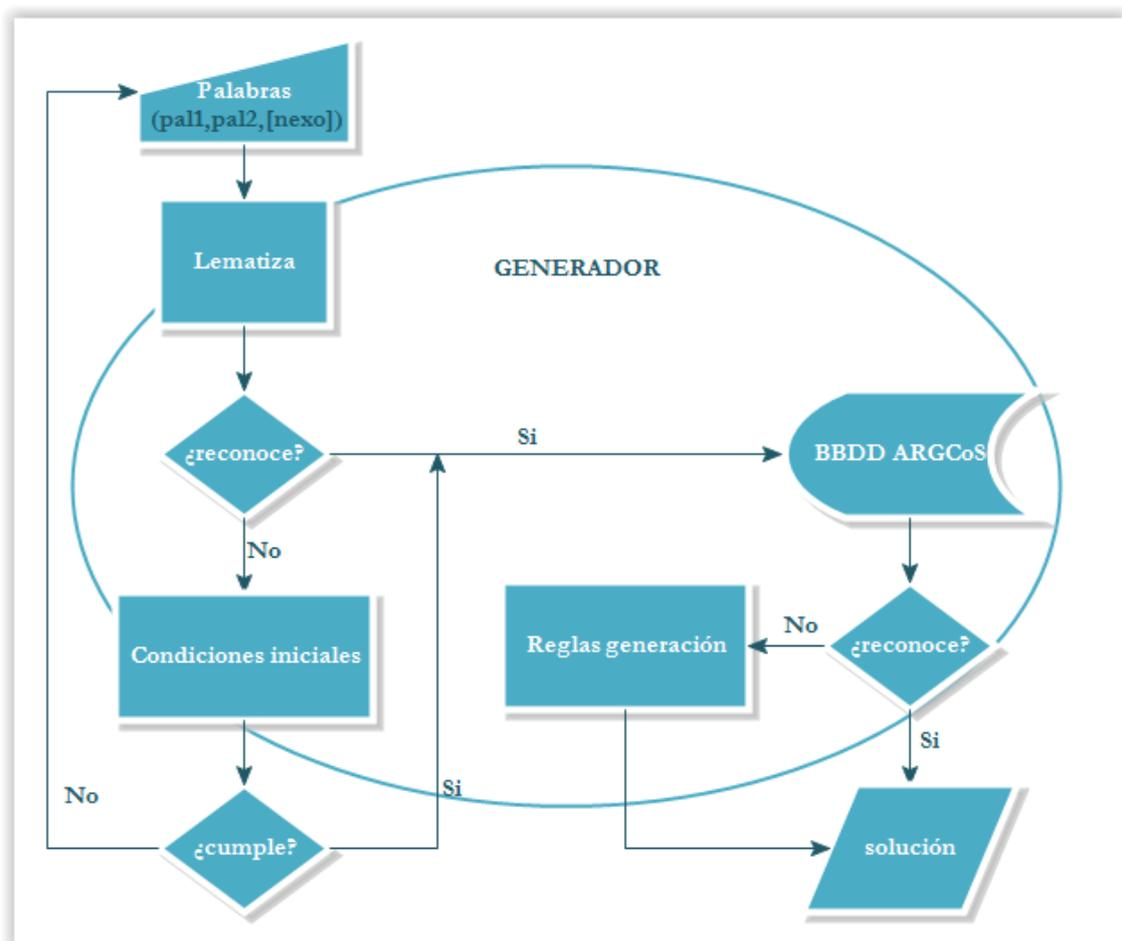 Palabras
(pal1,pal2,[nexo])
Lematiza
GENERADOR
¿reconoce?
Si
BBDD ARGCoS
No
Condiciones iniciales
Reglas generación
No
¿reconoce?
Si
No
Si
¿cumple?
solución